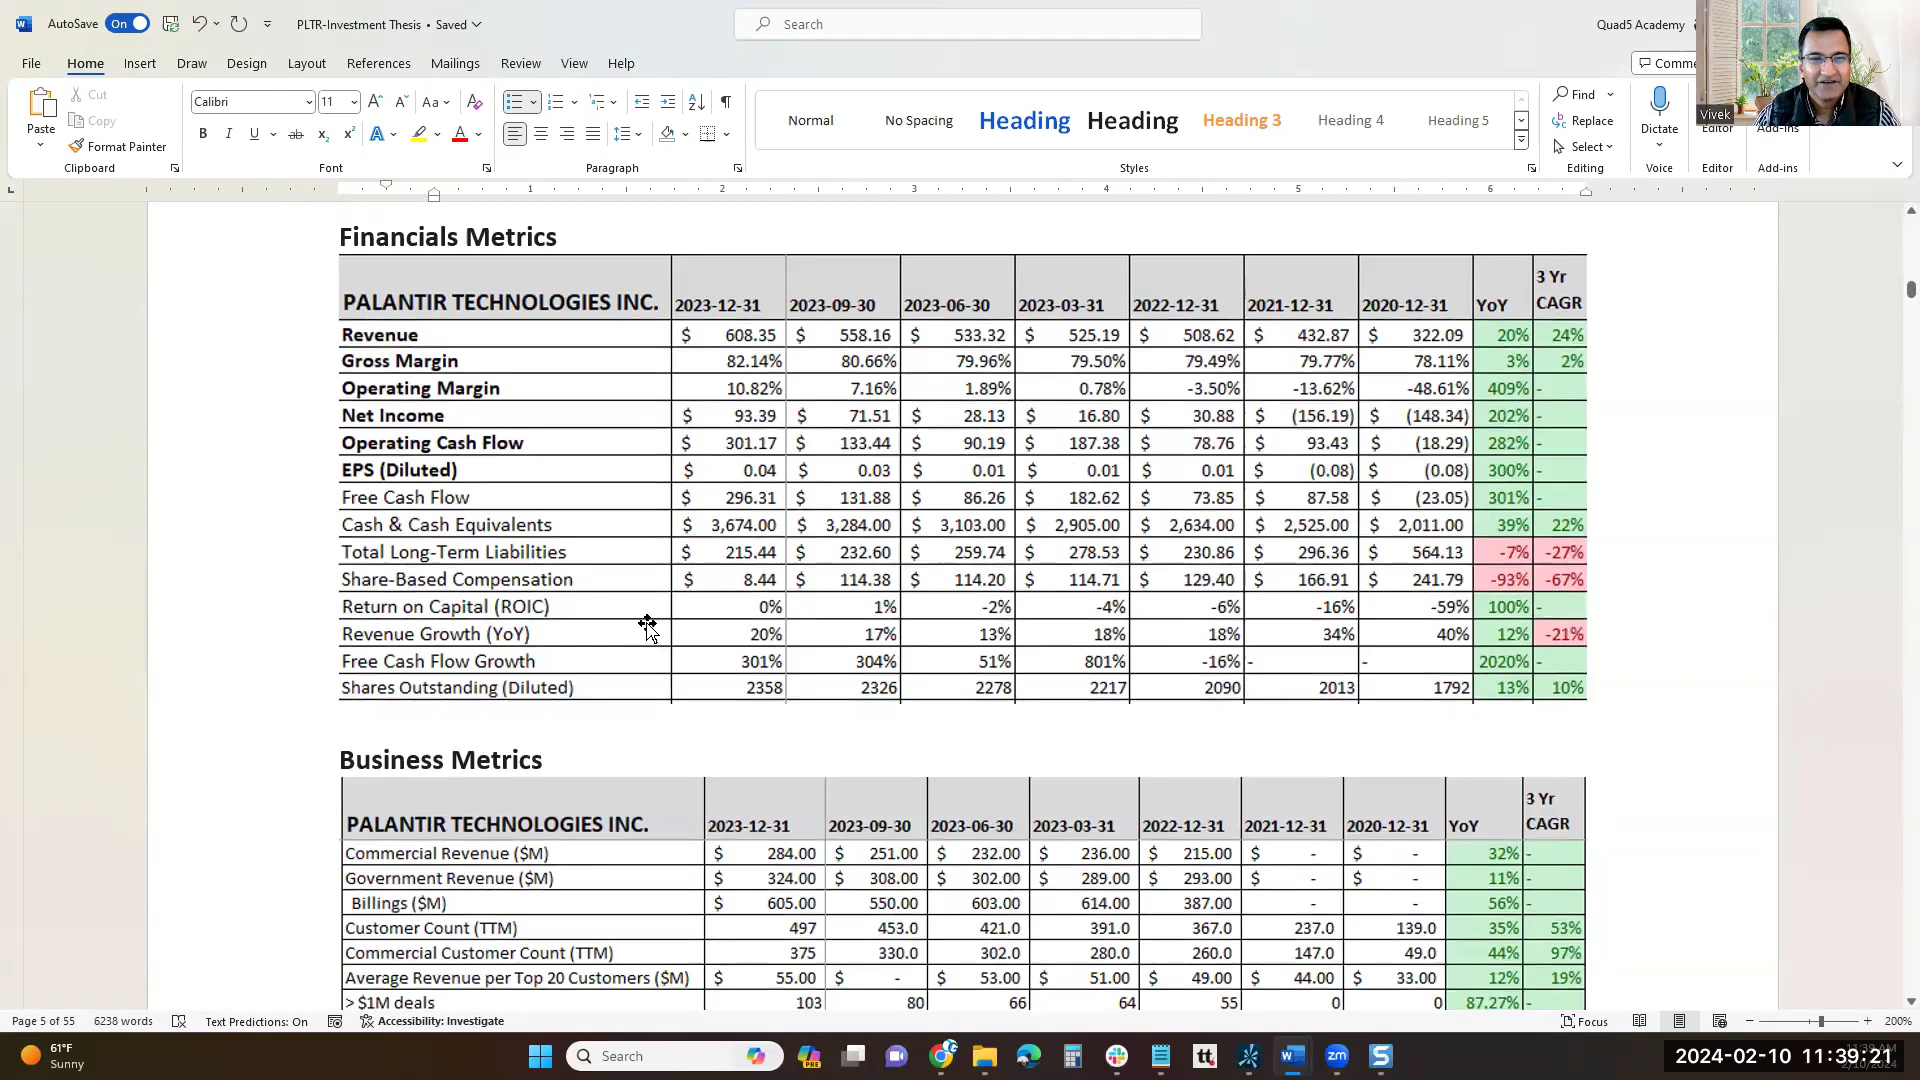 AutoSave On PLTR-Investment Thesis • Saved Search Quad5 Academy
File Home Insert Draw Design Layout References Mailings Review View Help
Paste Cut Copy Format Painter Clipboard
Calibri 11 Font
Paragraph
Normal No Spacing Heading Heading Heading 3 Heading 4 Heading 5 Styles
Find Replace Select Editing
Dictate Voice
Editor Editor
Add-ins Add-ins
Vivek
1 2 3 4 5 6
Financials Metrics
PALANTIR TECHNOLOGIES INC. 2023-12-31 2023-09-30 2023-06-30 2023-03-31 2022-12-31 2021-12-31 2020-12-31 YoY 3 Yr CAGR
Revenue $ 608.35 $ 558.16 $ 533.32 $ 525.19 $ 508.62 $ 432.87 $ 322.09 20% 24%
Gross Margin 82.14% 80.66% 79.96% 79.50% 79.49% 79.77% 78.11% 3% 2%
Operating Margin 10.82% 7.16% 1.89% 0.78% -3.50% -13.62% -48.61% 409% -
Net Income $ 93.39 $ 71.51 $ 28.13 $ 16.80 $ 30.88 $ (156.19) $ (148.34) 202% -
Operating Cash Flow $ 301.17 $ 133.44 $ 90.19 $ 187.38 $ 78.76 $ 93.43 $ (18.29) 282% -
EPS (Diluted) $ 0.04 $ 0.03 $ 0.01 $ 0.01 $ 0.01 $ (0.08) $ (0.08) 300% -
Free Cash Flow $ 296.31 $ 131.88 $ 86.26 $ 182.62 $ 73.85 $ 87.58 $ (23.05) 301% -
Cash & Cash Equivalents $ 3,674.00 $ 3,284.00 $ 3,103.00 $ 2,905.00 $ 2,634.00 $ 2,525.00 $ 2,011.00 39% 22%
Total Long-Term Liabilities $ 215.44 $ 232.60 $ 259.74 $ 278.53 $ 230.86 $ 296.36 $ 564.13 -7% -27%
Share-Based Compensation $ 8.44 $ 114.38 $ 114.20 $ 114.71 $ 129.40 $ 166.91 $ 241.79 -93% -67%
Return on Capital (ROIC) 0% 1% -2% -4% -6% -16% -59% 100% -
Revenue Growth (YoY) 20% 17% 13% 18% 18% 34% 40% 12% -21%
Free Cash Flow Growth 301% 304% 51% 801% -16% - - 2020% -
Shares Outstanding (Diluted) 2358 2326 2278 2217 2090 2013 1792 13% 10%
Business Metrics
PALANTIR TECHNOLOGIES INC. 2023-12-31 2023-09-30 2023-06-30 2023-03-31 2022-12-31 2021-12-31 2020-12-31 YoY 3 Yr CAGR
Commercial Revenue ($M) $ 284.00 $ 251.00 $ 232.00 $ 236.00 $ 215.00 $ - $ - 32% -
Government Revenue ($M) $ 324.00 $ 308.00 $ 302.00 $ 289.00 $ 293.00 $ - $ - 11% -
Billings ($M) $ 605.00 550.00 603.00 614.00 387.00 - - 56% -
Customer Count (TTM) 497 453.0 421.0 391.0 367.0 237.0 139.0 35% 53%
Commercial Customer Count (TTM) 375 330.0 302.0 280.0 260.0 147.0 49.0 44% 97%
Average Revenue per Top 20 Customers ($M) $ 55.00 $ - $ 53.00 $ 51.00 $ 49.00 $ 44.00 $ 33.00 12% 19%
> $1M deals 103 80 66 64 55 0 0 87.27% -
Page 5 of 55 6238 words Text Predictions: On Accessibility: Investigate Focus 200%
61°F Sunny Search tt zm 2024-02-10 11:39:21